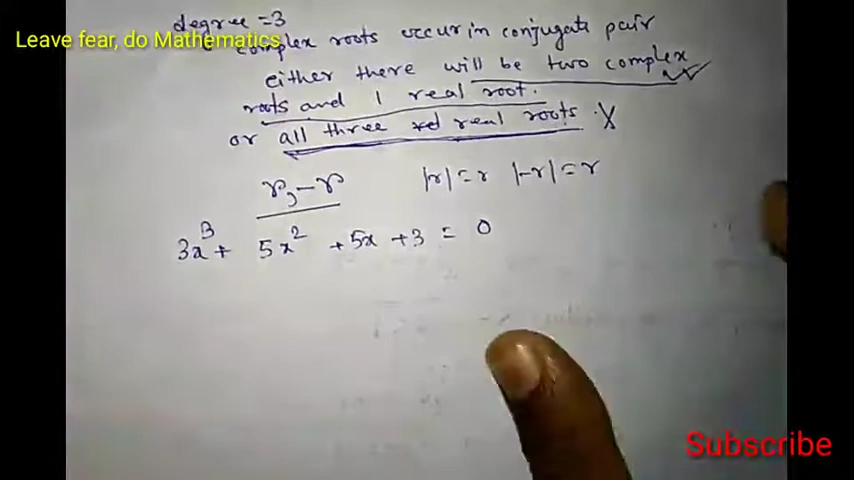 degree = 3
Leave fear, do Mathematics
complex roots occur in conjugate pair
either there will be two complex
roots and 1 real root.
or all three real roots. X
r, -r |r| = r |-r| = r
3x³ + 5x² + 5x + 3 = 0
Subscribe